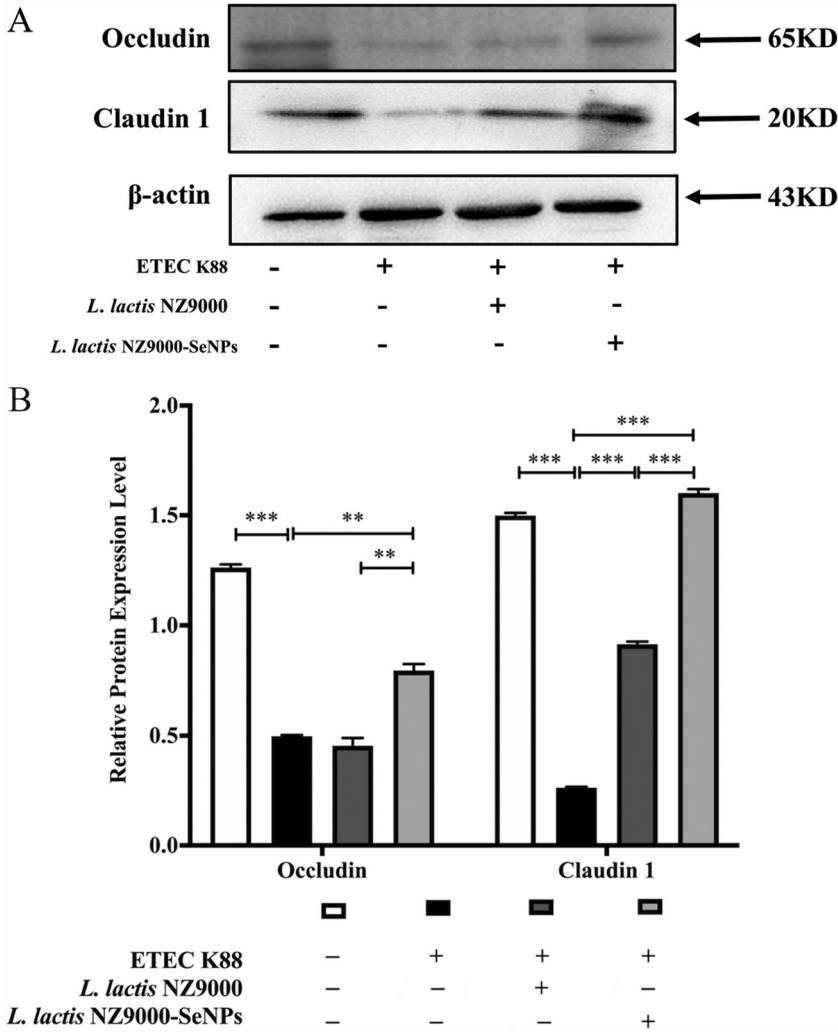 A
Occludin 65KD
Claudin 1 20KD
β-actin 43KD
ETEC K88 - + + +
L. lactis NZ9000 - - + -
L. lactis NZ9000-SeNPs - - - +
B
Relative Protein Expression Level
2.0
1.5
1.0
0.5
0.0
*** ** **
*** *** *** ***
Occludin Claudin 1
ETEC K88 − + + +
L. lactis NZ9000 − − + −
L. lactis NZ9000-SeNPs − − − +